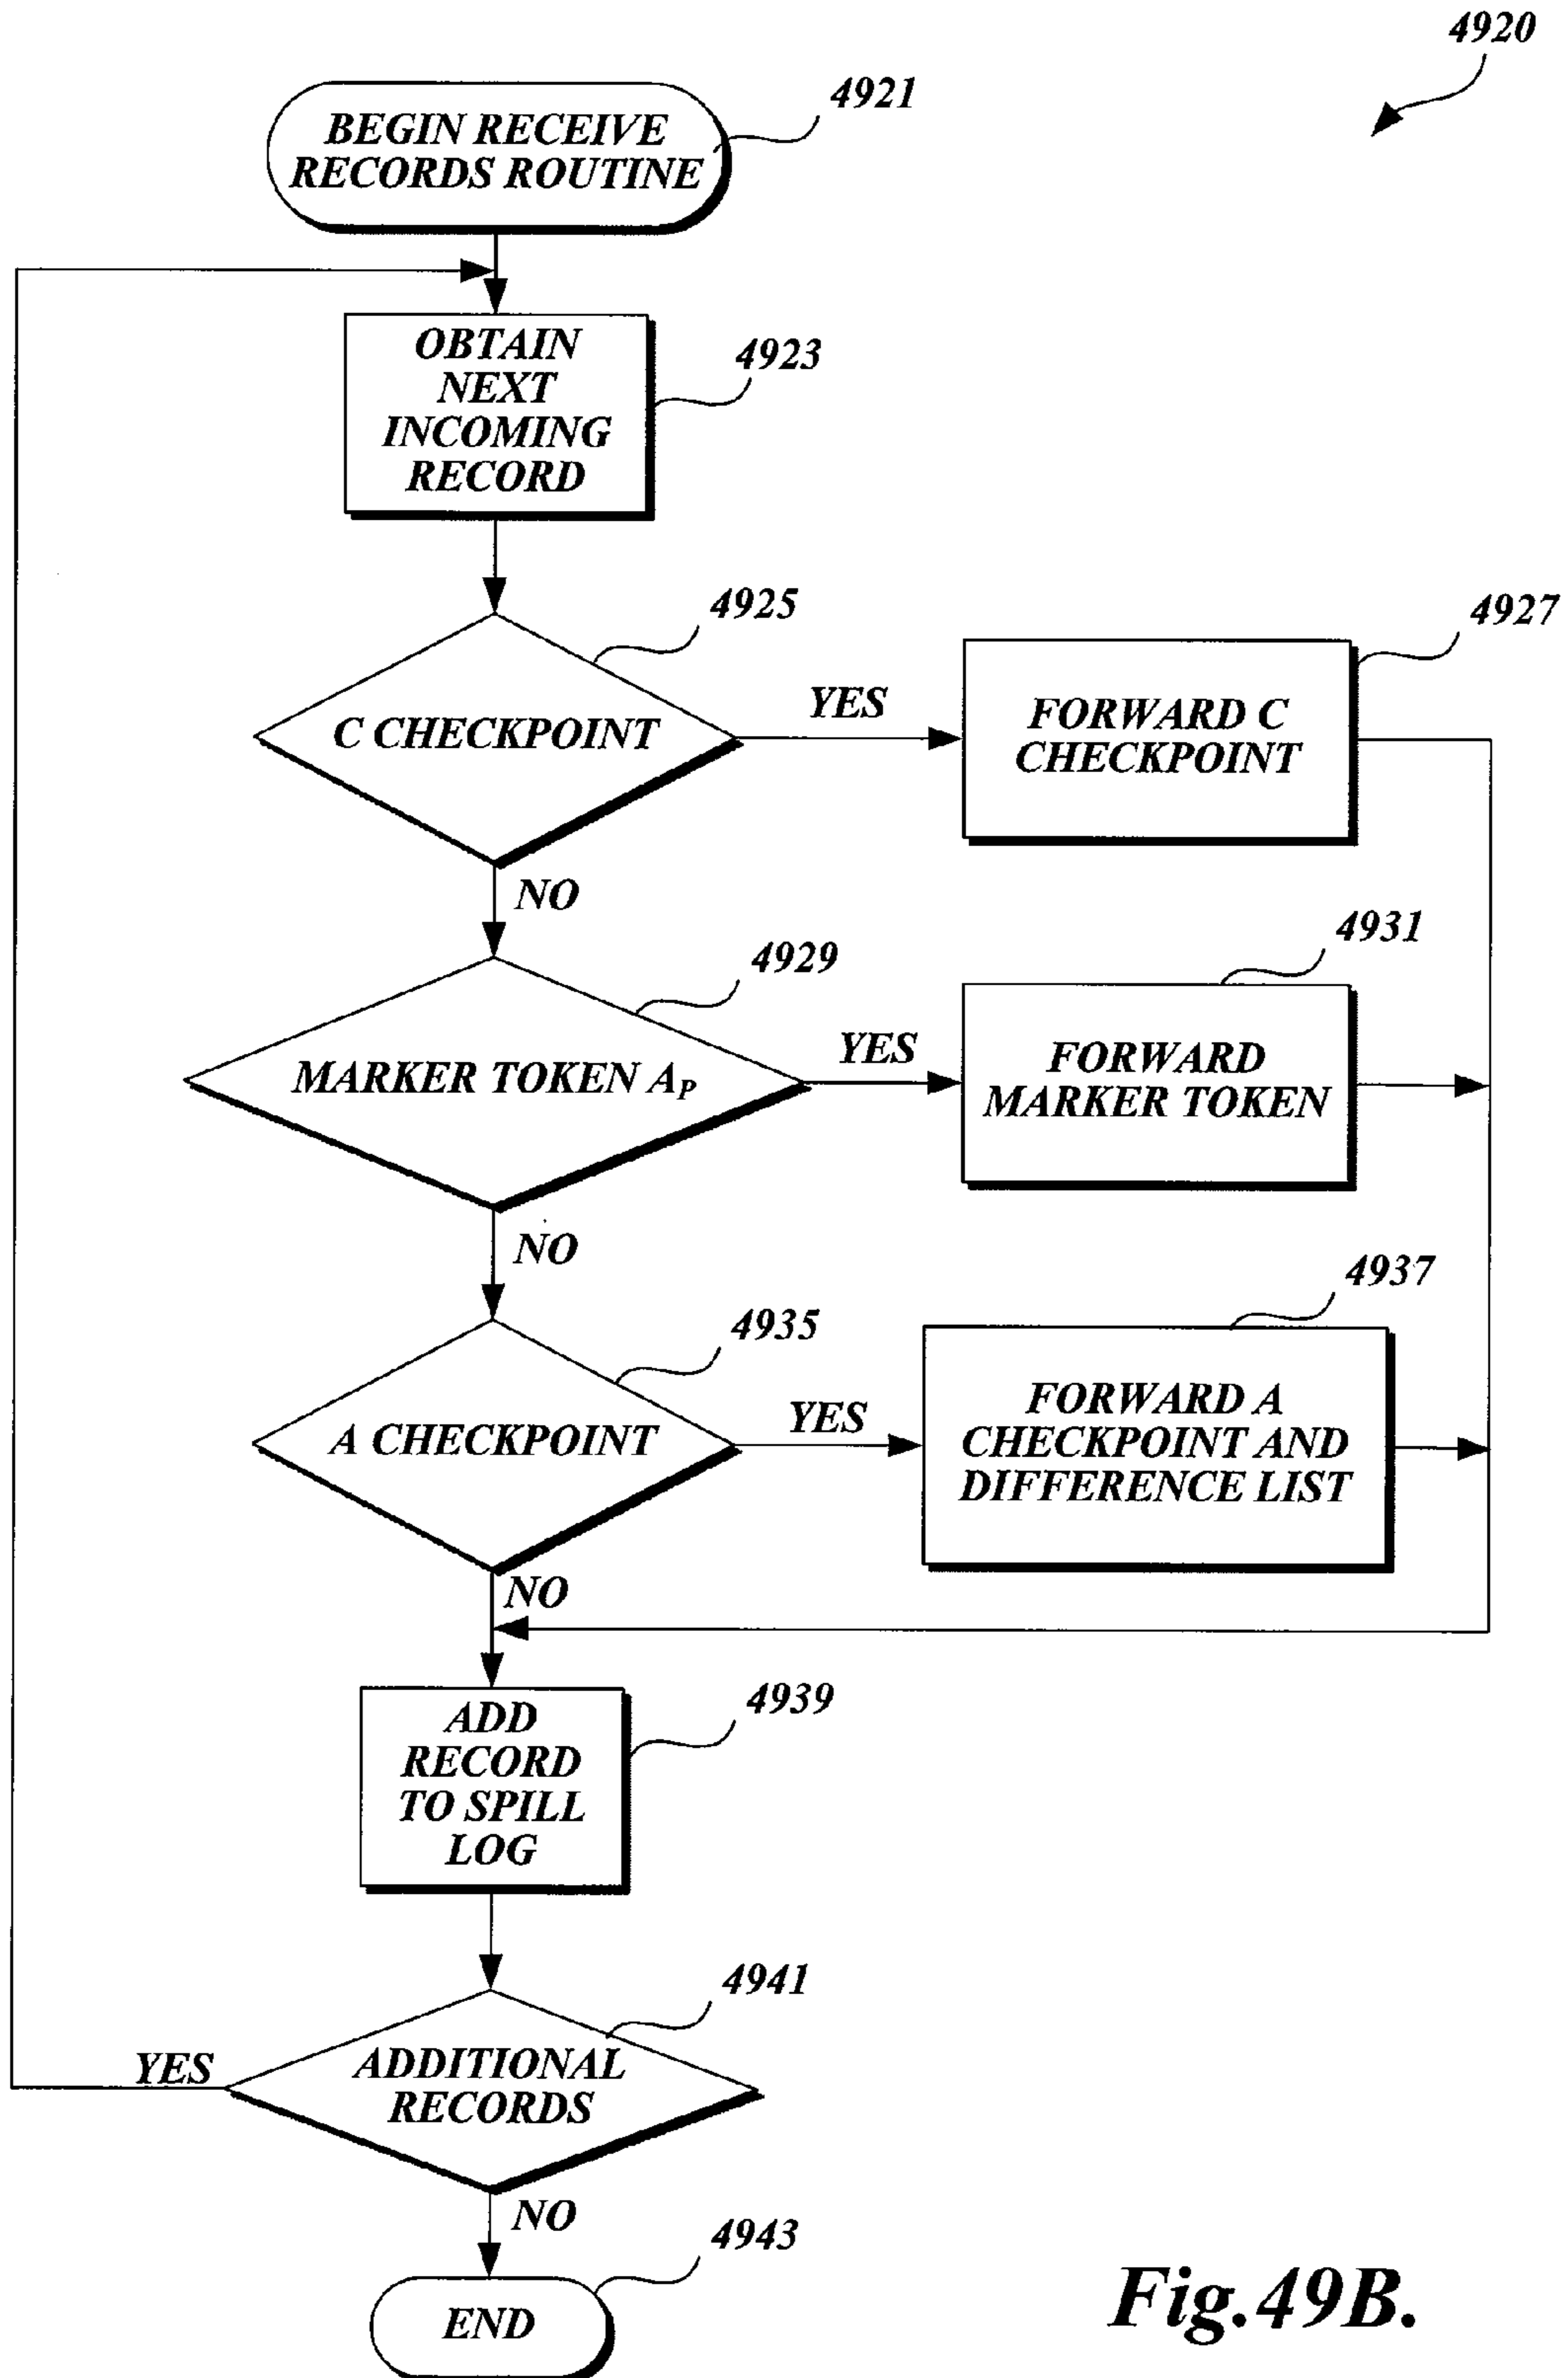 4920
BEGIN RECEIVE
RECORDS ROUTINE
4921
OBTAIN
NEXT
INCOMING
RECORD
4923
C CHECKPOINT
4925
YES
FORWARD C
CHECKPOINT
4927
NO
MARKER TOKEN AP
4929
YES
FORWARD
MARKER TOKEN
4931
NO
A CHECKPOINT
4935
YES
FORWARD A
CHECKPOINT AND
DIFFERENCE LIST
4937
NO
ADD
RECORD
TO SPILL
LOG
4939
ADDITIONAL
RECORDS
4941
YES
NO
END
4943
Fig.49B.